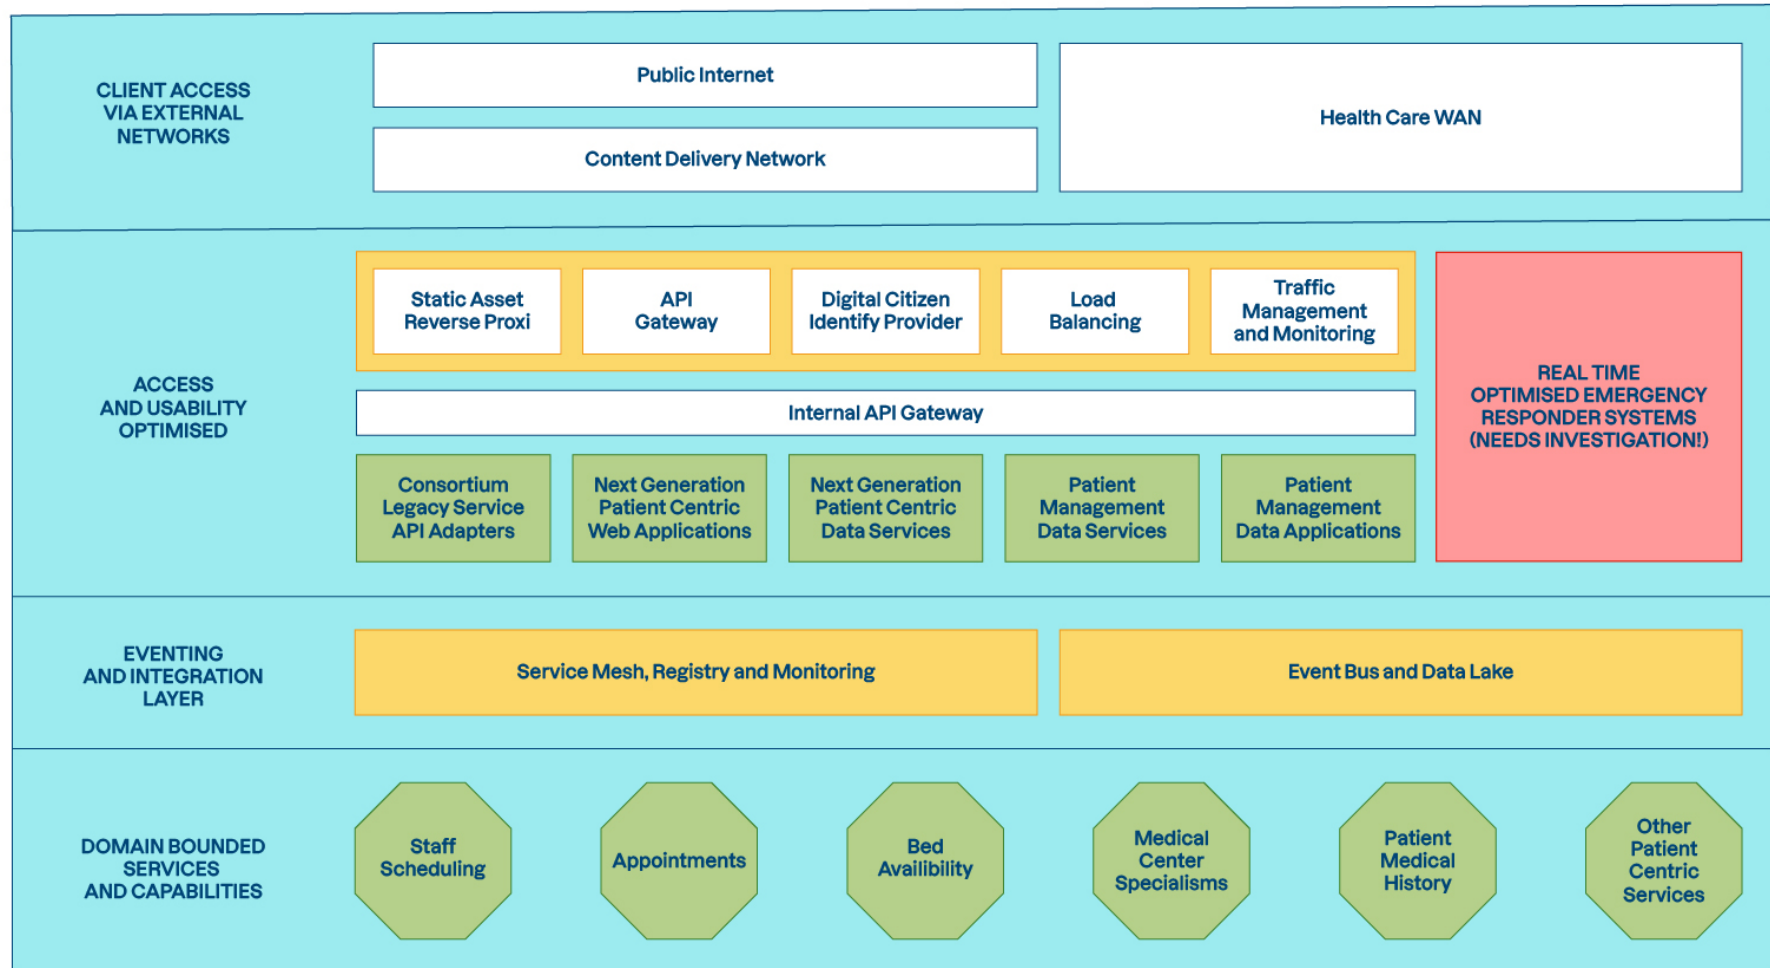 CLIENT ACCESS
VIA EXTERNAL
NETWORKS
Public Internet
Content Delivery Network
Health Care WAN
ACCESS
AND USABILITY
OPTIMISED
Static Asset
Reverse Proxi
API
Gateway
Digital Citizen
Identify Provider
Load
Balancing
Traffic
Management
and Monitoring
Internal API Gateway
Consortium
Legacy Service
API Adapters
Next Generation
Patient Centric
Web Applications
Next Generation
Patient Centric
Data Services
Patient
Management
Data Services
Patient
Management
Data Applications
REAL TIME
OPTIMISED EMERGENCY
RESPONDER SYSTEMS
(NEEDS INVESTIGATION!)
EVENTING
AND INTEGRATION
LAYER
Service Mesh, Registry and Monitoring
Event Bus and Data Lake
DOMAIN BOUNDED
SERVICES
AND CAPABILITIES
Staff
Scheduling
Appointments
Bed
Availibility
Medical
Center
Specialisms
Patient
Medical
History
Other
Patient
Centric
Services